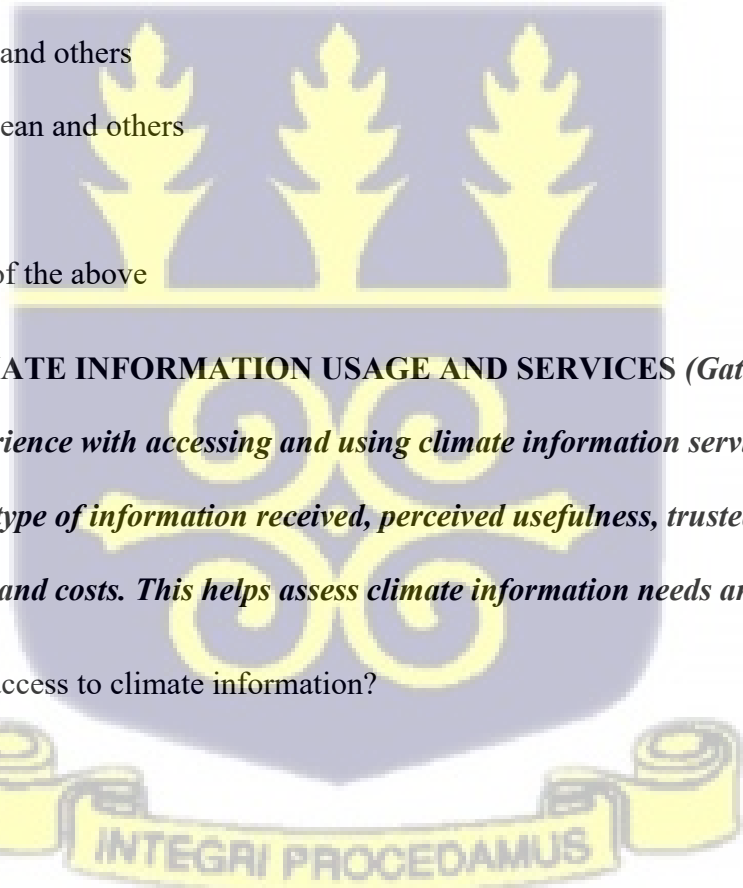 and others
ean and others
of the above
ATE INFORMATION USAGE AND SERVICES (Gat
rience with accessing and using climate information servi
type of information received, perceived usefulness, truste
and costs. This helps assess climate information needs an
ccess to climate information?
INTEGRI PROCEDAMUS